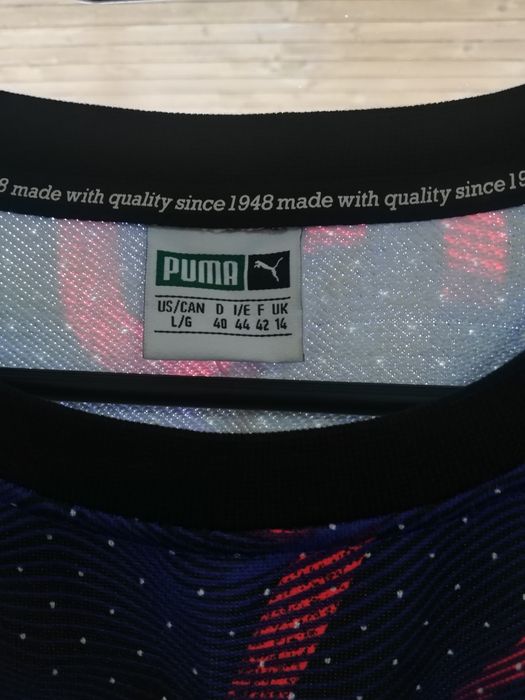 8 made with quality since 1948 made with quality since 19
PUMA
US/CAN D I/E F UK
L/G 40 44 42 14